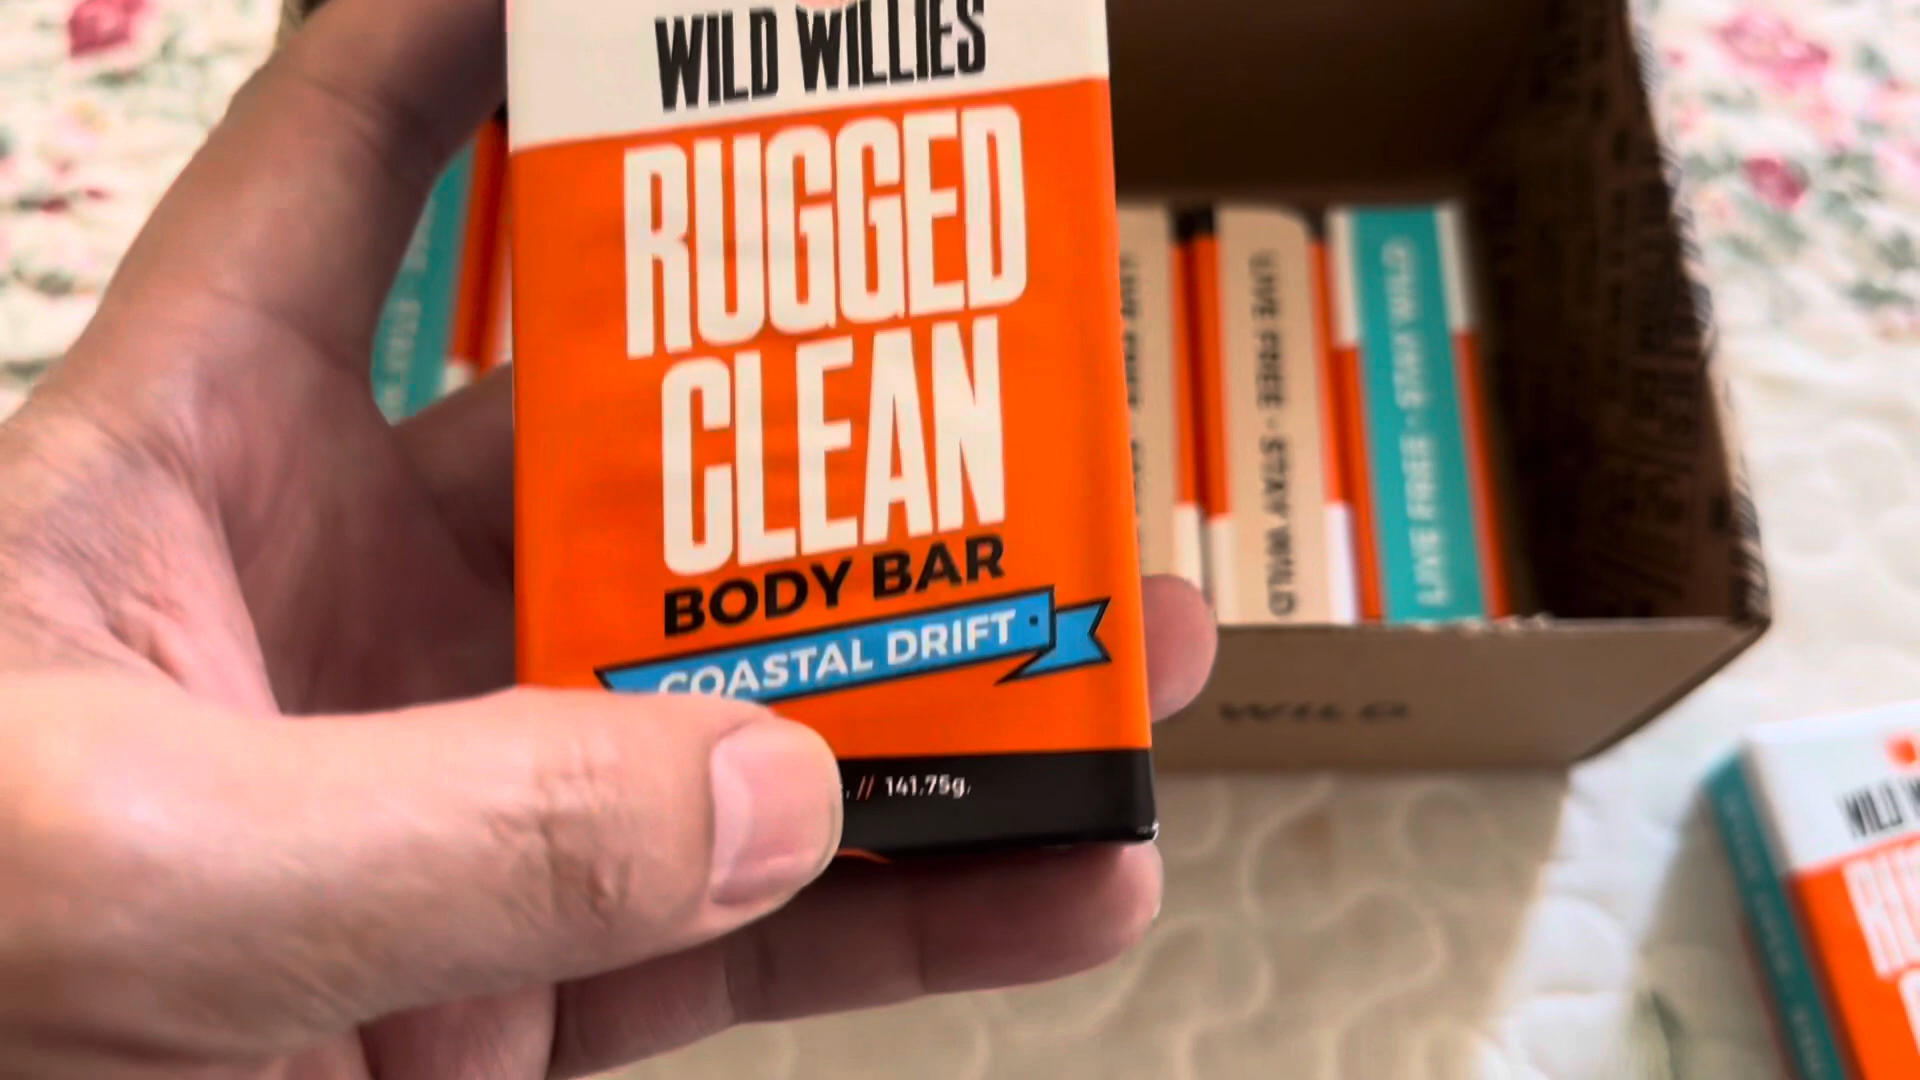 WILD WILLIES
RUGGED
CLEAN
BODY BAR
COASTAL DRIFT
// 141.75g.
LIVE FREE · STAY WILD
LIVE FREE · STAY WILD
WILD
WILD